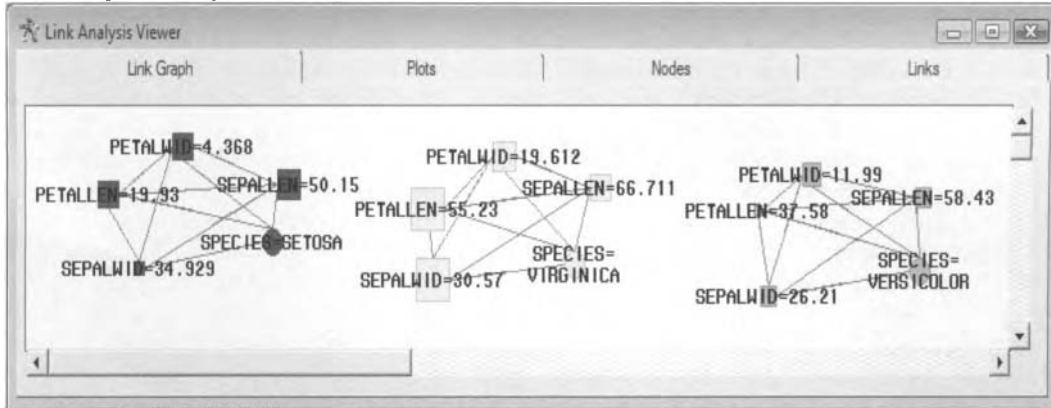 Link Analysis Viewer
Link Graph
Plots
Nodes
Links
PETALWID=4.368
PETALLEN=19.93
SEPALLEN=50.15
SPECIES=SETOSA
SEPALWID=34.929
PETALWID=19.612
SEPALLEN=66.711
PETALLEN=55.23
SPECIES=
VIRGINICA
SEPALWID=30.57
PETALWID=11.99
SEPALLEN=58.43
PETALLEN=37.58
SPECIES=
VERSICOLOR
SEPALWID=26.21